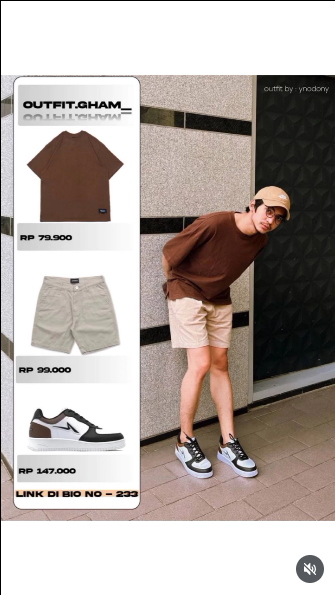 OUTFIT.GHAM_
outfit by : ynodony
RP 79.900
RP 99.000
RP 147.000
LINK DI BIO NO - 233